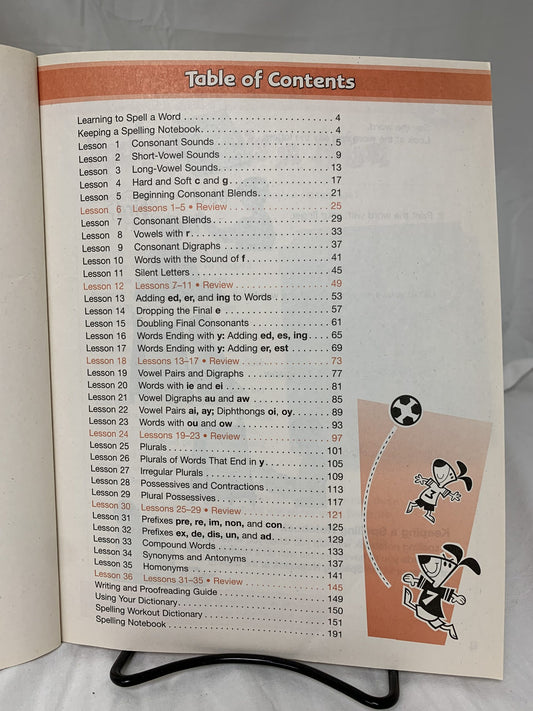 Table of Contents
Learning to Spell a Word . . . . . . . . . . . . . . . . . . . . . . . . . . . 4
Keeping a Spelling Notebook. . . . . . . . . . . . . . . . . . . . . . . . 4
Lesson 1 Consonant Sounds . . . . . . . . . . . . . . . . . . . . . 5
Lesson 2 Short-Vowel Sounds . . . . . . . . . . . . . . . . . . . . 9
Lesson 3 Long-Vowel Sounds. . . . . . . . . . . . . . . . . . . . 13
Lesson 4 Hard and Soft c and g. . . . . . . . . . . . . . . . . . 17
Lesson 5 Beginning Consonant Blends. . . . . . . . . . . . . 21
Lesson 6 Lessons 1–5 • Review . . . . . . . . . . . . . . . . . . 25
Lesson 7 Consonant Blends. . . . . . . . . . . . . . . . . . . . . 29
Lesson 8 Vowels with r. . . . . . . . . . . . . . . . . . . . . . . . . 33
Lesson 9 Consonant Digraphs . . . . . . . . . . . . . . . . . . . 37
Lesson 10 Words with the Sound of f. . . . . . . . . . . . . . . 41
Lesson 11 Silent Letters. . . . . . . . . . . . . . . . . . . . . . . . . 45
Lesson 12 Lessons 7–11 • Review . . . . . . . . . . . . . . . . . 49
Lesson 13 Adding ed, er, and ing to Words . . . . . . . . . . 53
Lesson 14 Dropping the Final e . . . . . . . . . . . . . . . . . . . 57
Lesson 15 Doubling Final Consonants . . . . . . . . . . . . . . 61
Lesson 16 Words Ending with y: Adding ed, es, ing. . . . 65
Lesson 17 Words Ending with y: Adding er, est . . . . . . . 69
Lesson 18 Lessons 13–17 • Review . . . . . . . . . . . . . . . . 73
Lesson 19 Vowel Pairs and Digraphs . . . . . . . . . . . . . . . 77
Lesson 20 Words with ie and ei . . . . . . . . . . . . . . . . . . . 81
Lesson 21 Vowel Digraphs au and aw . . . . . . . . . . . . . . 85
Lesson 22 Vowel Pairs ai, ay; Diphthongs oi, oy. . . . . . . 89
Lesson 23 Words with ou and ow . . . . . . . . . . . . . . . . . 93
Lesson 24 Lessons 19–23 • Review . . . . . . . . . . . . . . . . 97
Lesson 25 Plurals. . . . . . . . . . . . . . . . . . . . . . . . . . . . . 101
Lesson 26 Plurals of Words That End in y. . . . . . . . . . . 105
Lesson 27 Irregular Plurals . . . . . . . . . . . . . . . . . . . . . . 109
Lesson 28 Possessives and Contractions . . . . . . . . . . . 113
Lesson 29 Plural Possessives. . . . . . . . . . . . . . . . . . . . 117
Lesson 30 Lessons 25–29 • Review . . . . . . . . . . . . . . . 121
Lesson 31 Prefixes pre, re, im, non, and con. . . . . . . . . 125
Lesson 32 Prefixes ex, de, dis, un, and ad . . . . . . . . . . 129
Lesson 33 Compound Words . . . . . . . . . . . . . . . . . . . 133
Lesson 34 Synonyms and Antonyms . . . . . . . . . . . . . . 137
Lesson 35 Homonyms . . . . . . . . . . . . . . . . . . . . . . . . . 141
Lesson 36 Lessons 31–35 • Review . . . . . . . . . . . . . . . 145
Writing and Proofreading Guide . . . . . . . . . . . . . . . . . . . 149
Using Your Dictionary. . . . . . . . . . . . . . . . . . . . . . . . . . . 150
Spelling Workout Dictionary . . . . . . . . . . . . . . . . . . . . . . 151
Spelling Notebook . . . . . . . . . . . . . . . . . . . . . . . . . . . . . 191